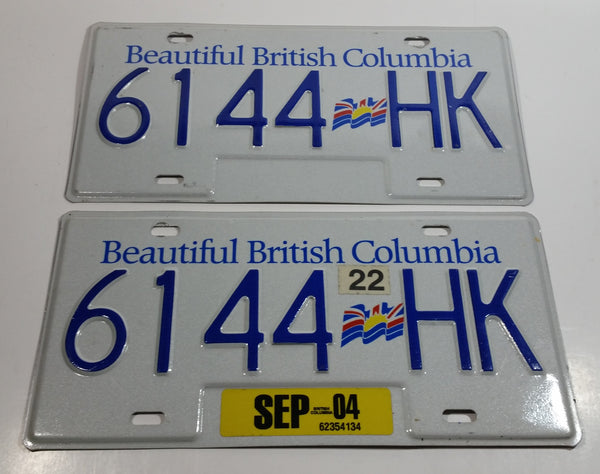 Beautiful British Columbia
6144 HK
Beautiful British Columbia
22
6144 HK
SEP BRITISH COLUMBIA 04
62354134